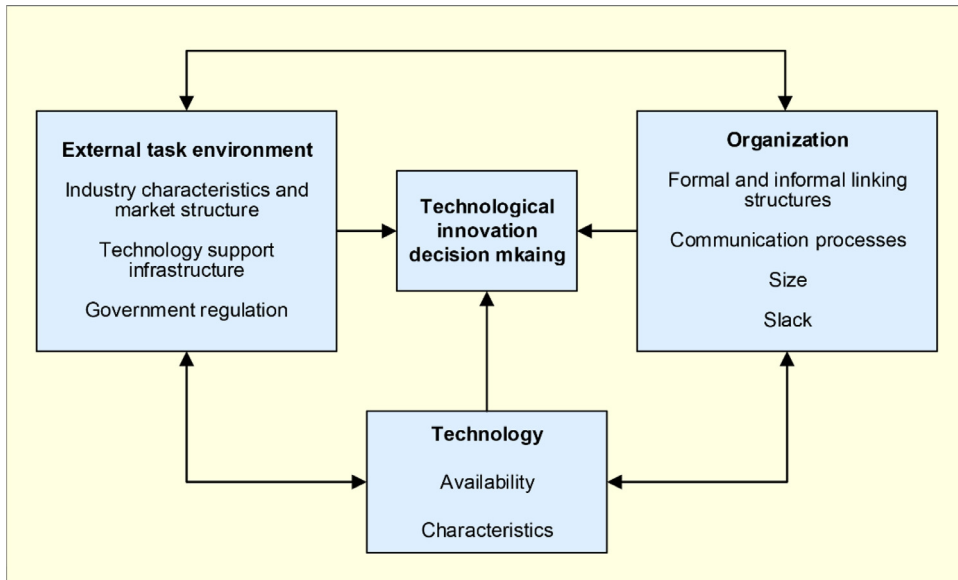 External task environment
Industry characteristics and
market structure
Technology support
infrastructure
Government regulation
Technological
innovation
decision mkaing
Organization
Formal and informal linking
structures
Communication processes
Size
Slack
Technology
Availability
Characteristics